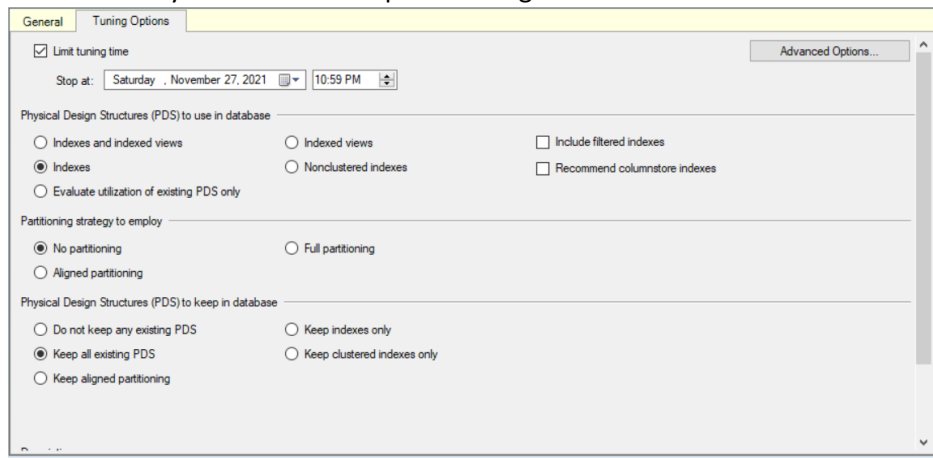 General Tuning Options
Limit tuning time Advanced Options...
Stop at: Saturday , November 27, 2021 10:59 PM
Physical Design Structures (PDS) to use in database
Indexes and indexed views Indexed views Include filtered indexes
Indexes Nonclustered indexes Recommend columnstore indexes
Evaluate utilization of existing PDS only
Partitioning strategy to employ
No partitioning Full partitioning
Aligned partitioning
Physical Design Structures (PDS) to keep in database
Do not keep any existing PDS Keep indexes only
Keep all existing PDS Keep clustered indexes only
Keep aligned partitioning